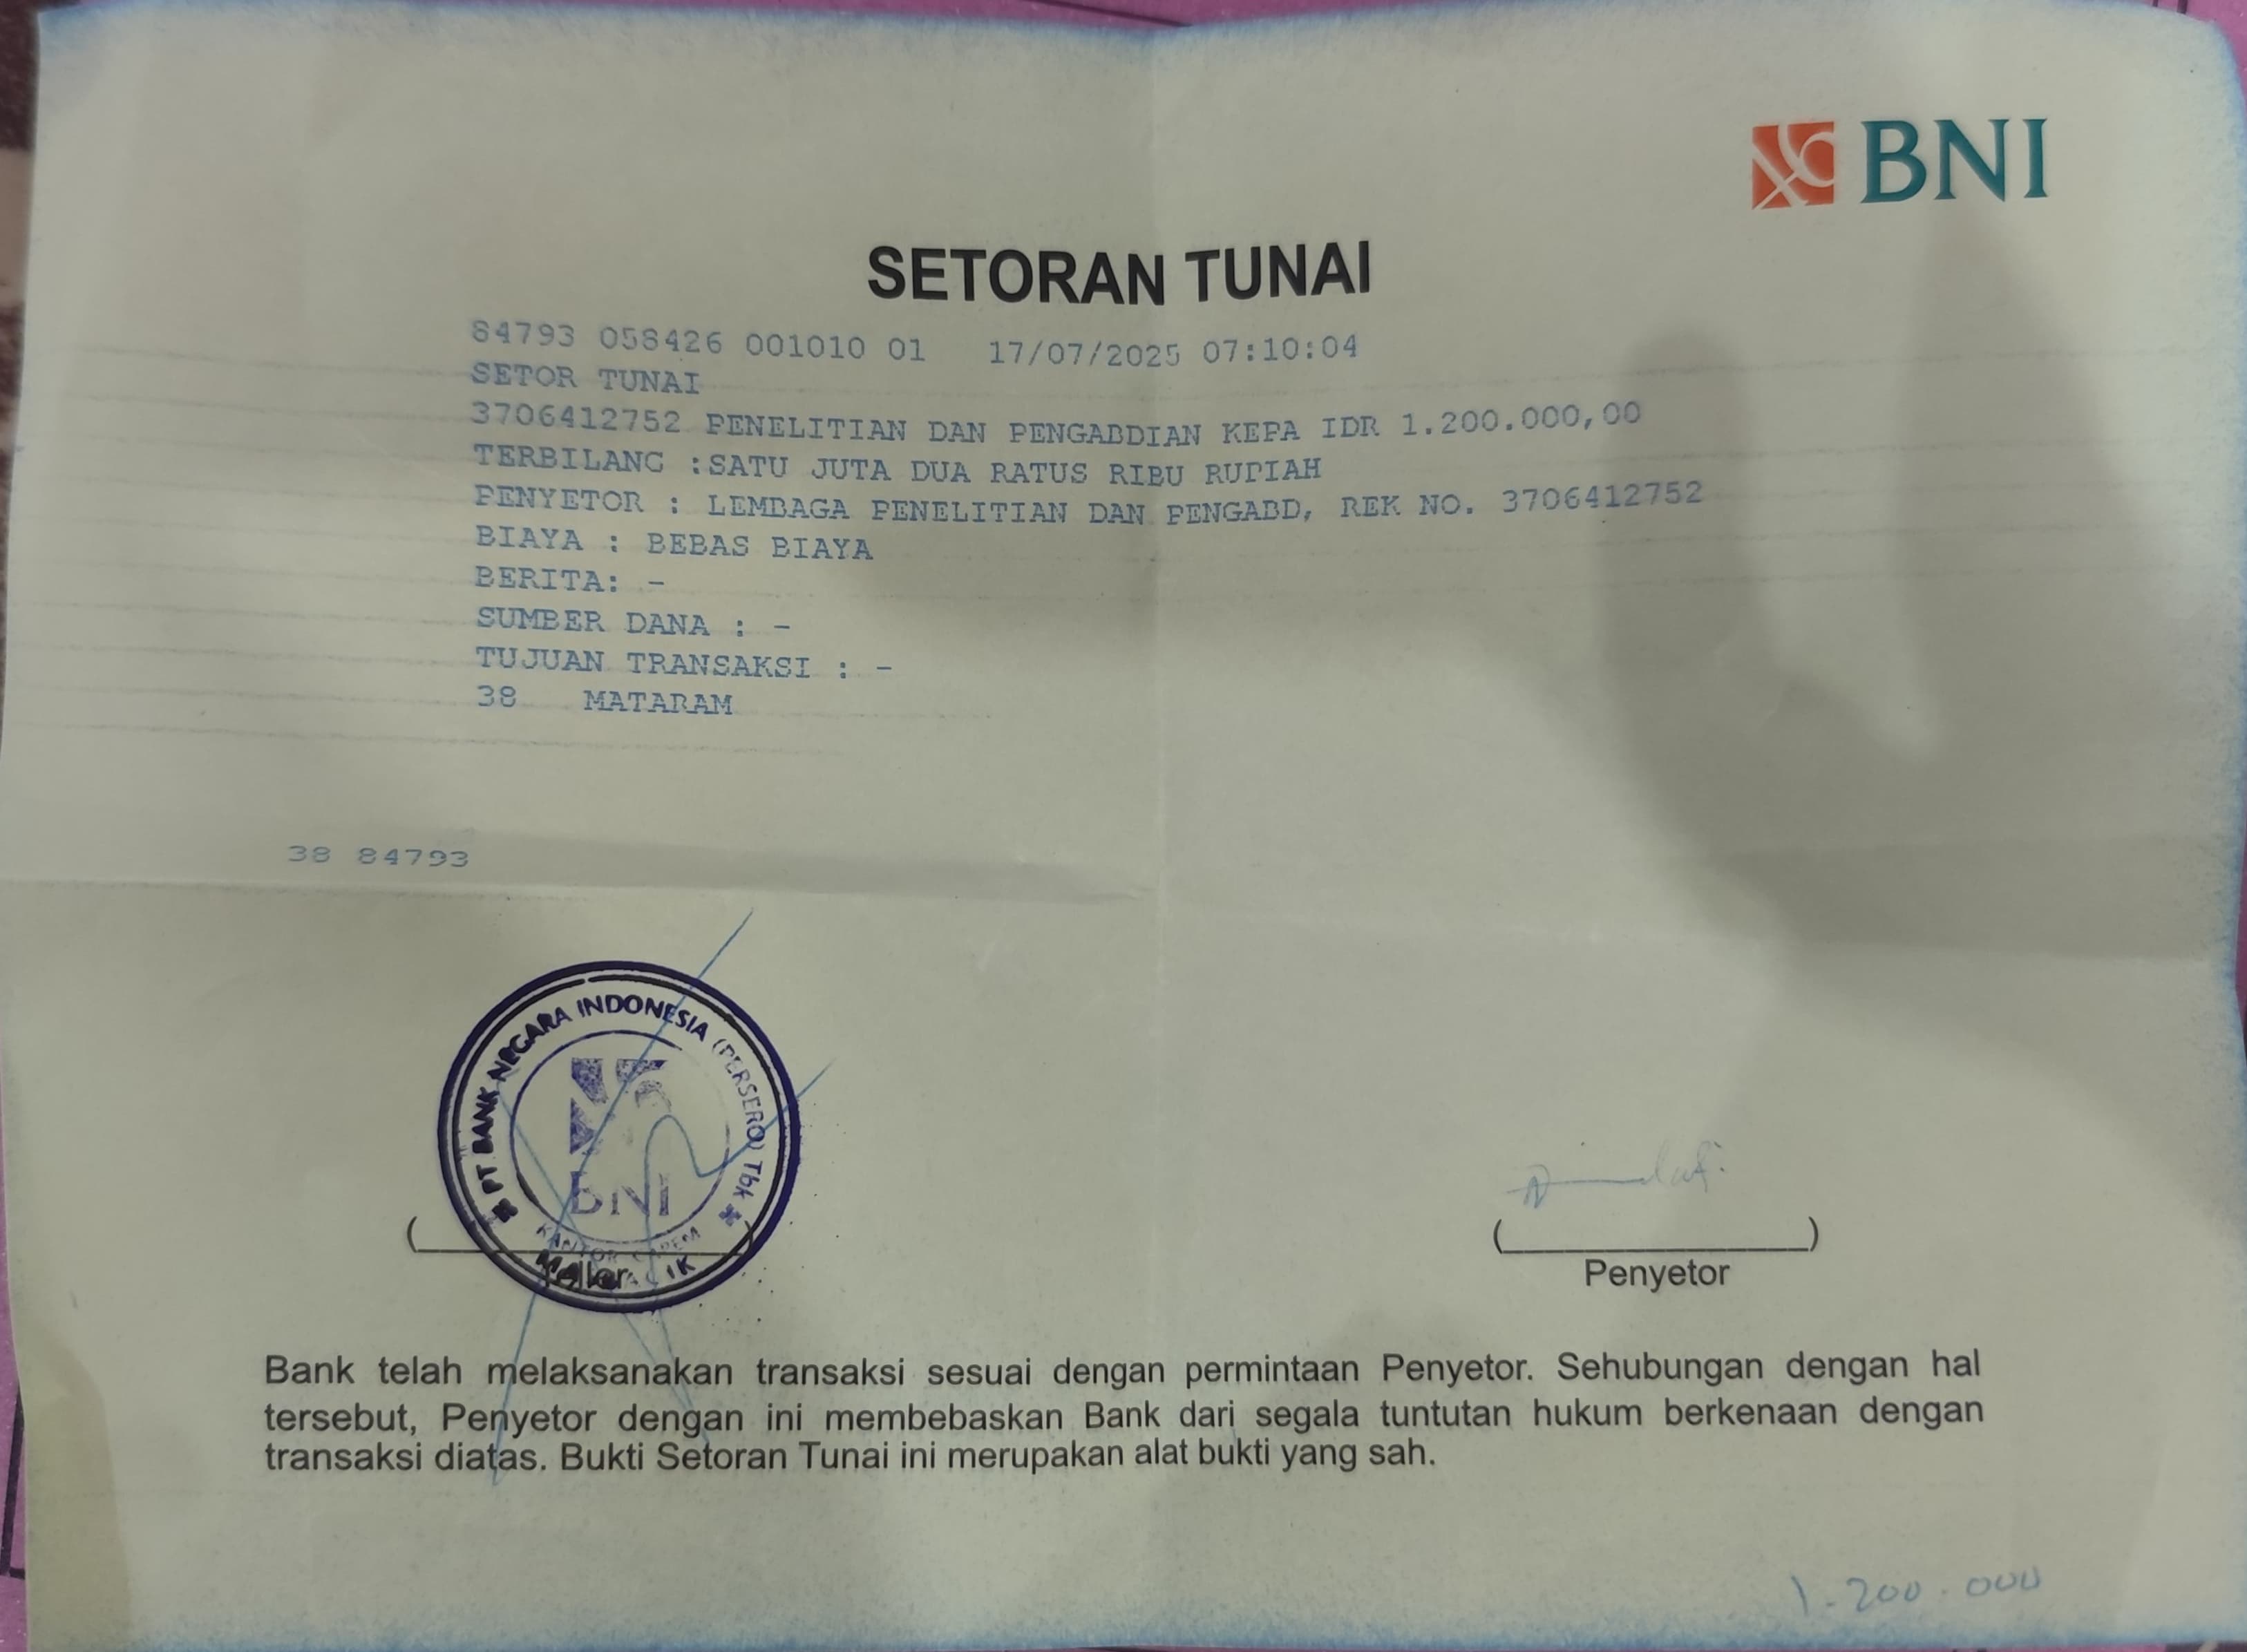 BNI
SETORAN TUNAI
84793 058426 001010 01 17/07/2025 07:10:04
SETOR TUNAI
3706412752 PENELITIAN DAN PENGABDIAN KEPA IDR 1.200.000,00
TERBILANG :SATU JUTA DUA RATUS RIBU RUPIAH
PENYETOR : LEMBAGA PENELITIAN DAN PENGABD, REK NO. 3706412752
BIAYA : BEBAS BIAYA
BERITA: -
SUMBER DANA : -
TUJUAN TRANSAKSI : -
38 MATARAM
38 84793
PT BANK NEGARA INDONESIA (PERSERO) Tbk
BNI
KANTOR CAPEM
( )
Teller
( )
Penyetor
Bank telah melaksanakan transaksi sesuai dengan permintaan Penyetor. Sehubungan dengan hal
tersebut, Penyetor dengan ini membebaskan Bank dari segala tuntutan hukum berkenaan dengan
transaksi diatas. Bukti Setoran Tunai ini merupakan alat bukti yang sah.
1.200.000